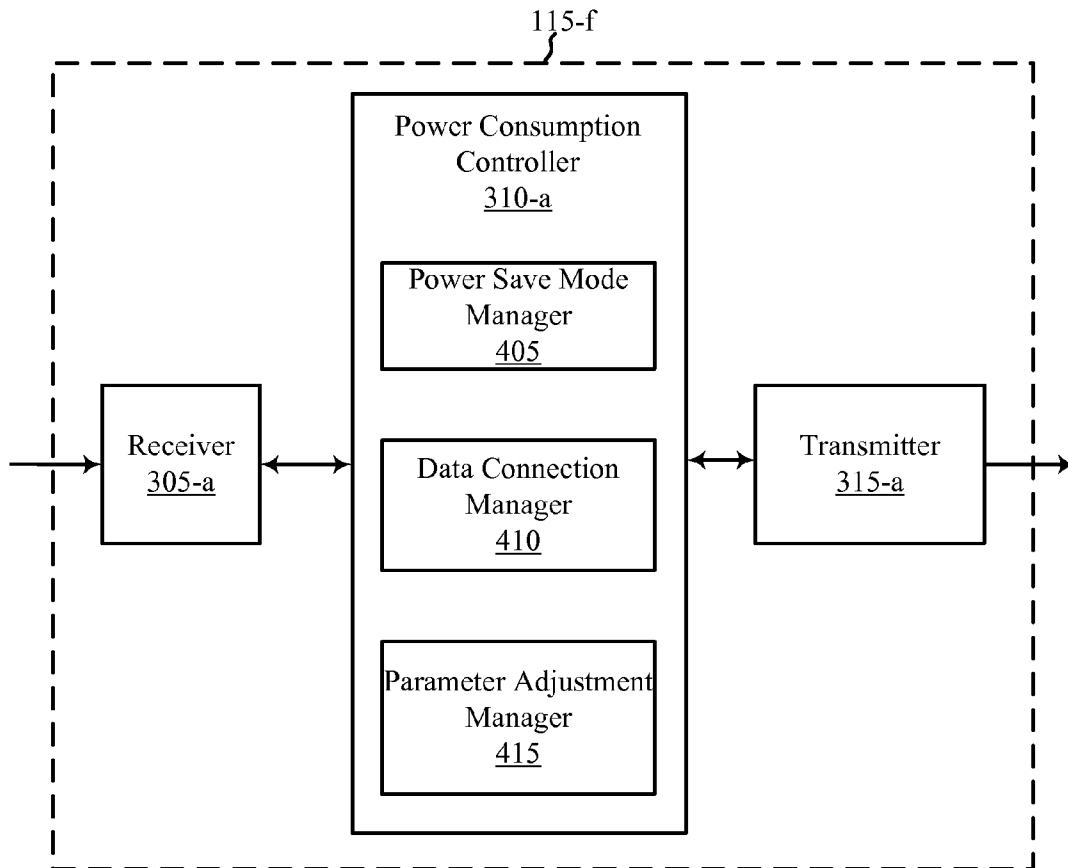 115-f
Power Consumption
Controller
310-a
Power Save Mode
Manager
405
Receiver
305-a
Data Connection
Manager
410
Transmitter
315-a
Parameter Adjustment
Manager
415